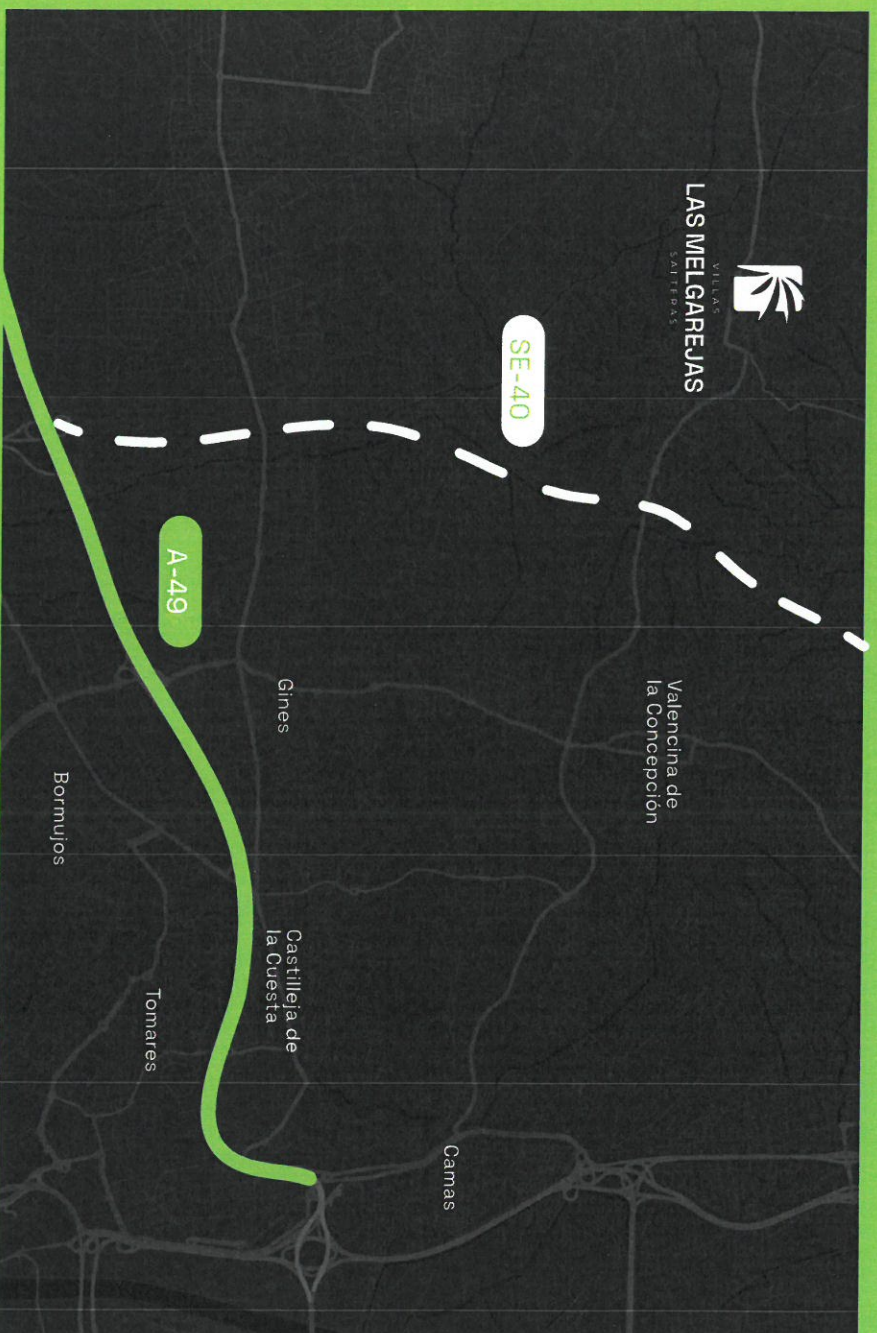 VILLAS
LAS MELGAREJAS
SALTERAS
SE-40
A-49
Valencina de
la Concepción
Gines
Bormujos
Castilleja de
la Cuesta
Tomares
Camas